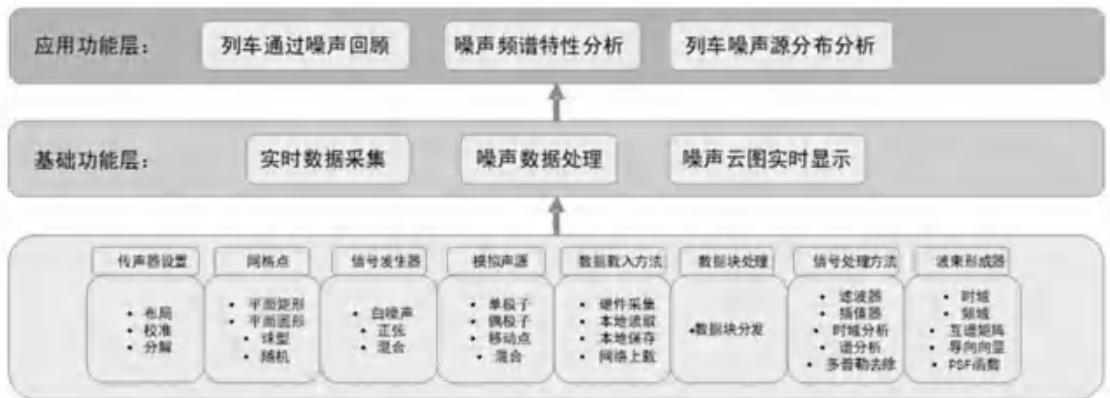 应用功能层： 列车通过噪声回顾 噪声频谱特性分析 列车噪声源分布分析
基础功能层： 实时数据采集 噪声数据处理 噪声云图实时显示
传声器设置
• 布局
• 校准
• 分解
网格点
• 平面矩形
• 平面圆形
• 球型
• 随机
信号发生器
• 白噪声
• 正弦
• 混合
模拟声源
• 单极子
• 偶极子
• 移动点
• 混合
数据载入方法
• 硬件采集
• 本地读取
• 本地保存
• 网络上载
数据块处理
•数据块分发
信号处理方法
• 滤波器
• 插值器
• 时域分析
• 谱分析
• 多普勒去除
波束形成器
• 时域
• 频域
• 互谱矩阵
• 导向向量
• PSF函数